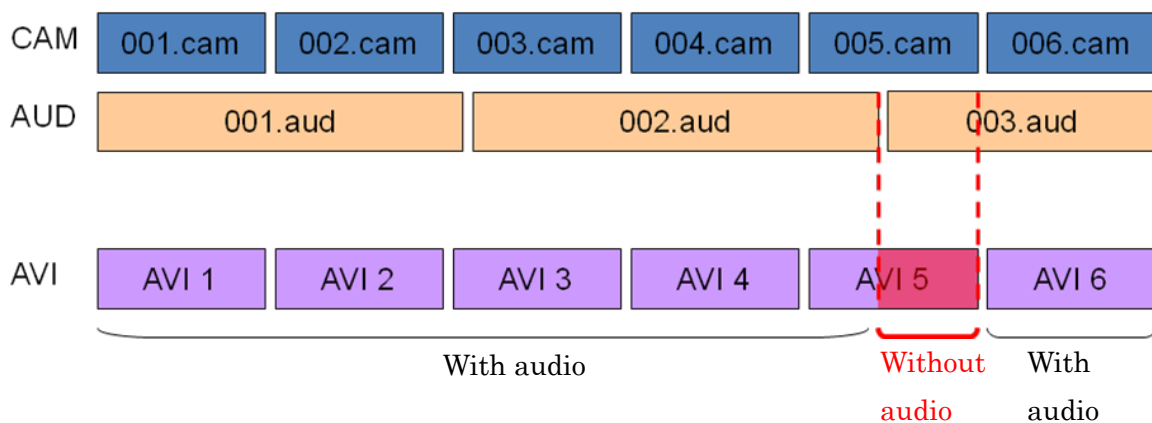 CAM 001.cam 002.cam 003.cam 004.cam 005.cam 006.cam
AUD 001.aud 002.aud 003.aud
AVI AVI 1 AVI 2 AVI 3 AVI 4 AVI 5 AVI 6
With audio
Without
audio
With
audio